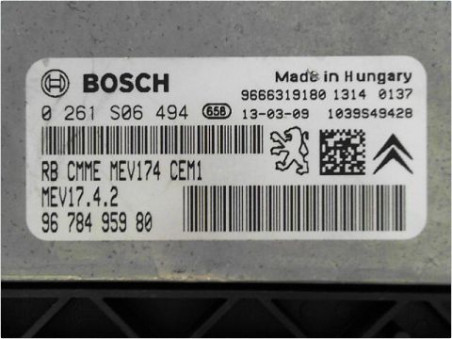 BOSCH
Made in Hungary
9666319180 1314 0137
0 261 S06 494 658 13-03-09 1039S49428
RB CMME MEV174 CEM1
MEV17.4.2
96 784 959 80